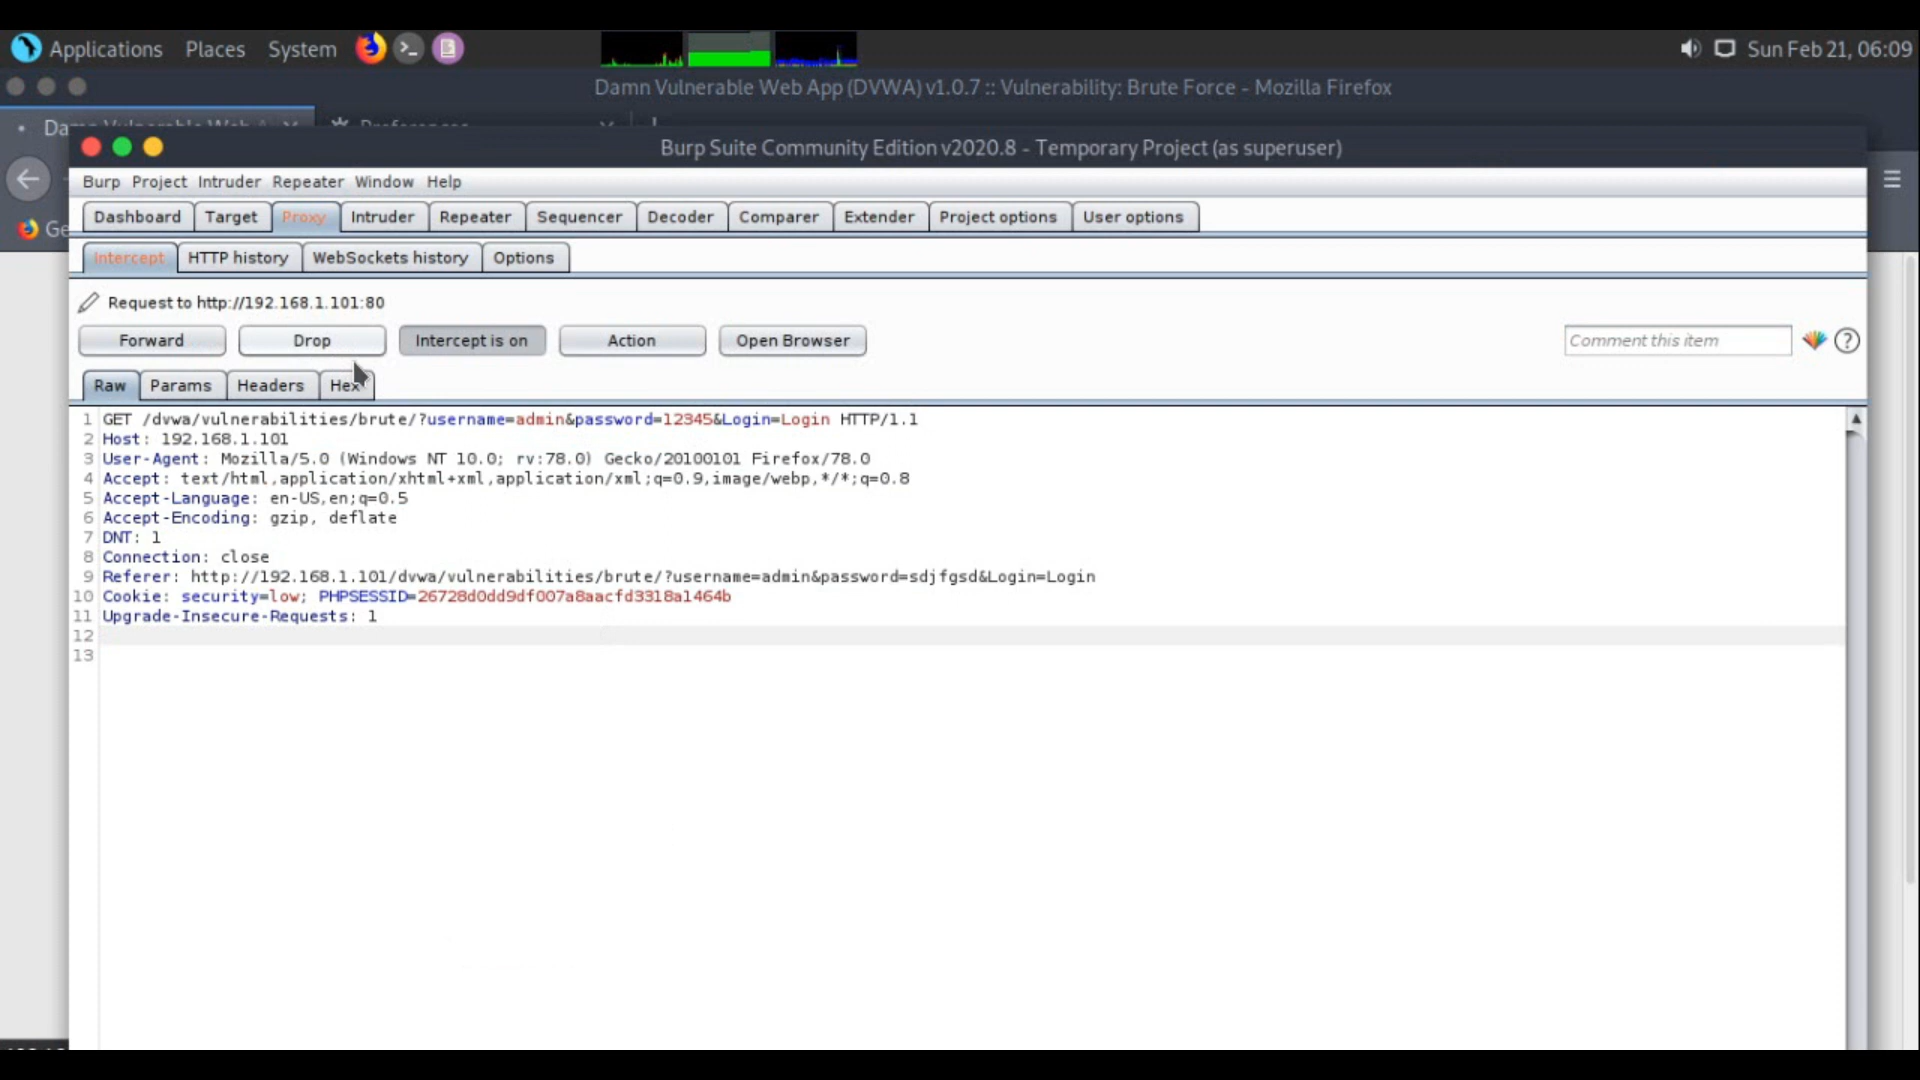 Applications Places System Sun Feb 21, 06:09
Damn Vulnerable Web App (DVWA) v1.0.7 :: Vulnerability: Brute Force - Mozilla Firefox
Burp Suite Community Edition v2020.8 - Temporary Project (as superuser)
Burp Project Intruder Repeater Window Help
Dashboard Target Proxy Intruder Repeater Sequencer Decoder Comparer Extender Project options User options
Intercept HTTP history WebSockets history Options
Request to http://192.168.1.101:80
Forward Drop Intercept is on Action Open Browser Comment this item ?
Raw Params Headers Hex
1 GET /dvwa/vulnerabilities/brute/?username=admin&password=12345&Login=Login HTTP/1.1
2 Host: 192.168.1.101
3 User-Agent: Mozilla/5.0 (Windows NT 10.0; rv:78.0) Gecko/20100101 Firefox/78.0
4 Accept: text/html,application/xhtml+xml,application/xml;q=0.9,image/webp,*/*;q=0.8
5 Accept-Language: en-US,en;q=0.5
6 Accept-Encoding: gzip, deflate
7 DNT: 1
8 Connection: close
9 Referer: http://192.168.1.101/dvwa/vulnerabilities/brute/?username=admin&password=sdjfgsd&Login=Login
10 Cookie: security=low; PHPSESSID=26728d0dd9df007a8aacfd3318a1464b
11 Upgrade-Insecure-Requests: 1
12
13